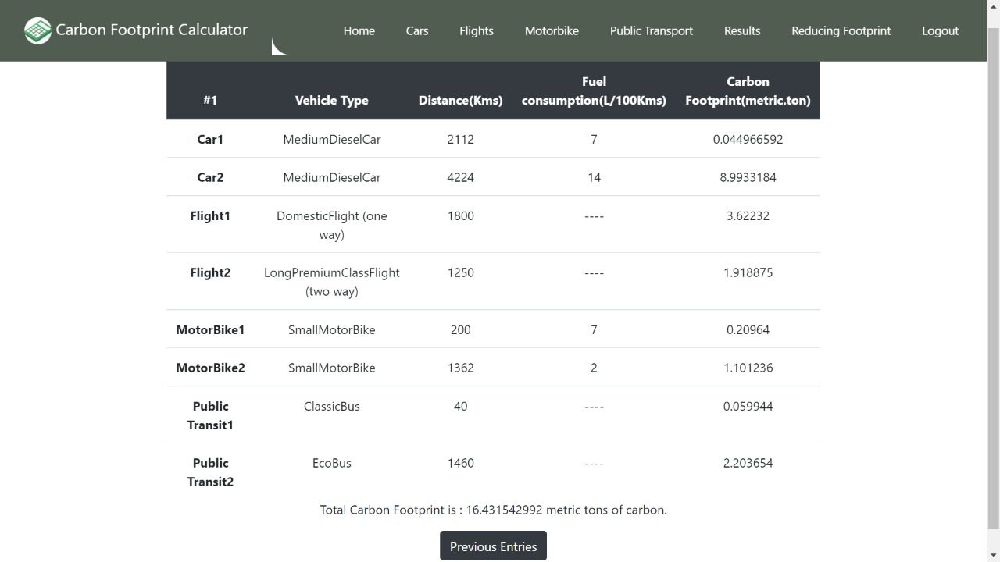 Carbon Footprint Calculator Home Cars Flights Motorbike Public Transport Results Reducing Footprint Logout
#1 Vehicle Type Distance(Kms) Fuel consumption(L/100Kms) Carbon Footprint(metric.ton)
Car1 MediumDieselCar 2112 7 0.044966592
Car2 MediumDieselCar 4224 14 8.9933184
Flight1 DomesticFlight (one way) 1800 ---- 3.62232
Flight2 LongPremiumClassFlight (two way) 1250 ---- 1.918875
MotorBike1 SmallMotorBike 200 7 0.20964
MotorBike2 SmallMotorBike 1362 2 1.101236
Public Transit1 ClassicBus 40 ---- 0.059944
Public Transit2 EcoBus 1460 ---- 2.203654
Total Carbon Footprint is : 16.431542992 metric tons of carbon.
Previous Entries